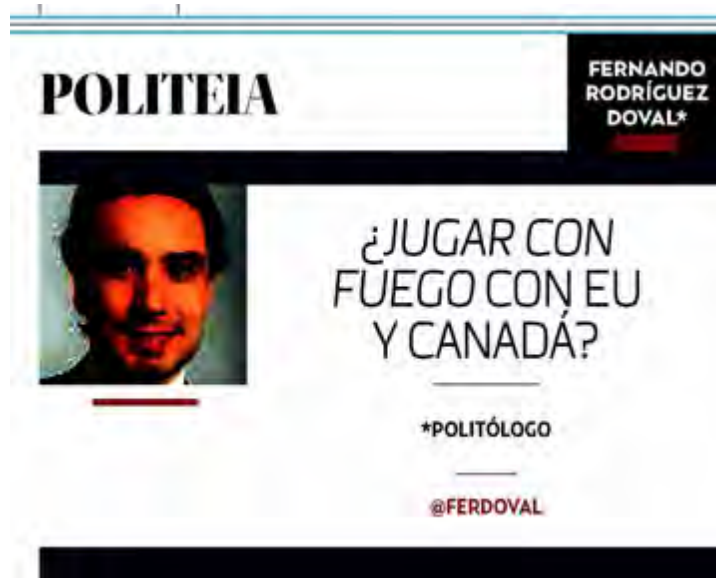 POLITEIA
FERNANDO
RODRÍGUEZ
DOVAL*
¿JUGAR CON
FUEGO CON EU
Y CANADÁ?
*POLITÓLOGO
@FERDOVAL